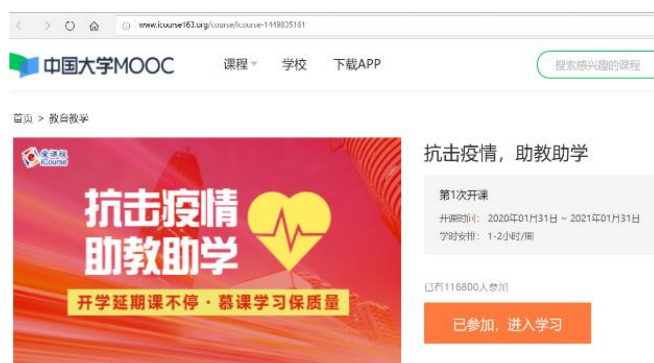 www.icourse163.org/course/icourse-1449835161
中国大学MOOC
课程 学校 下载APP
搜索感兴趣的课程
首页 > 教自教学
爱课程
iCourse
抗击疫情
助教助学
开学延期课不停·慕课学习保质量
抗击疫情，助教助学
第1次开课
开课时间： 2020年01月31日 ~ 2021年01月31日
学时安排： 1-2小时/周
已有116800人参加
已参加，进入学习